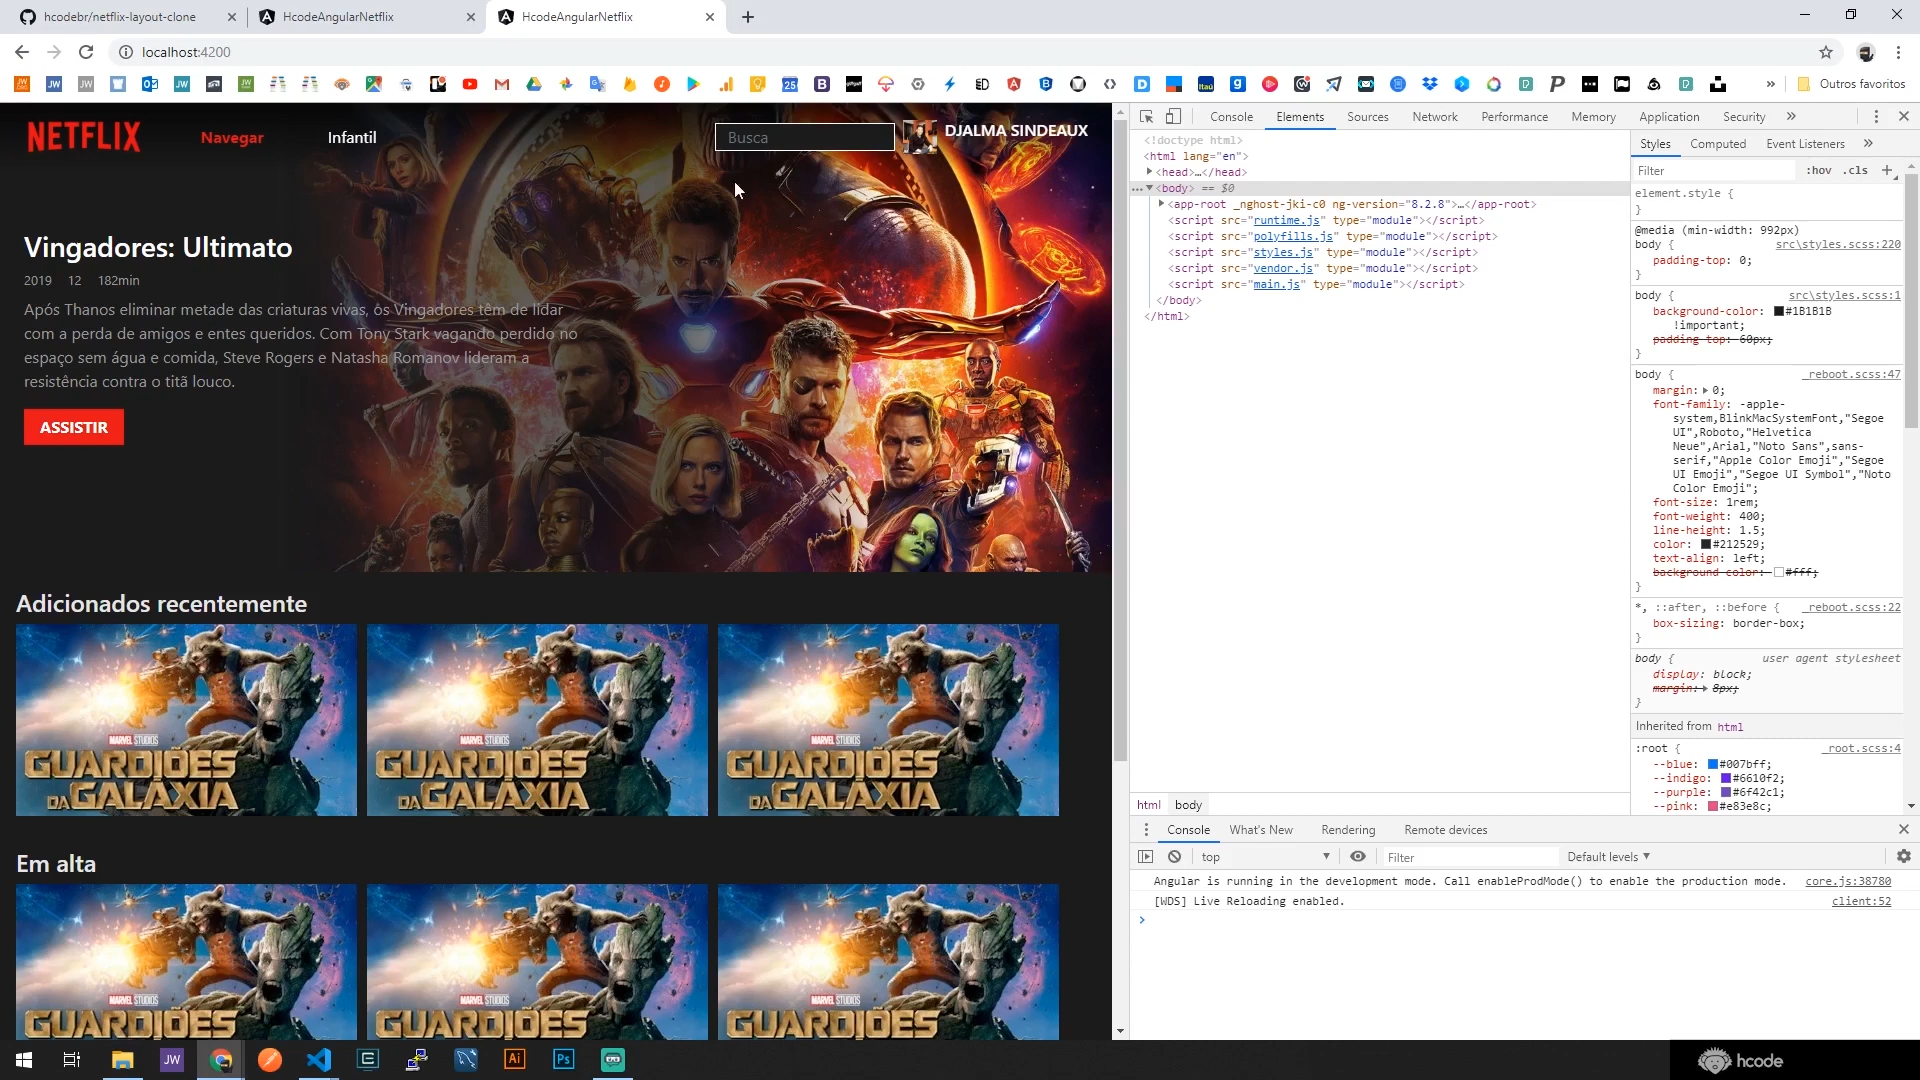 hcodebr/netflix-layout-clone
HcodeAngularNetflix
HcodeAngularNetflix
localhost:4200
Outros favoritos
NETFLIX
Navegar
Infantil
Busca
DJALMA SINDEAUX
Vingadores: Ultimato
2019 12 182min
Após Thanos eliminar metade das criaturas vivas, os Vingadores têm de lidar
com a perda de amigos e entes queridos. Com Tony Stark vagando perdido no
espaço sem água e comida, Steve Rogers e Natasha Romanov lideram a
resistência contra o titã louco.
ASSISTIR
Adicionados recentemente
MARVEL STUDIOS
GUARDIÕES
DA GALÁXIA
MARVEL STUDIOS
GUARDIÕES
DA GALÁXIA
MARVEL STUDIOS
GUARDIÕES
DA GALÁXIA
Em alta
MARVEL STUDIOS
GUARDIÕES
MARVEL STUDIOS
GUARDIÕES
MARVEL STUDIOS
GUARDIÕES
Console Elements Sources Network Performance Memory Application Security »
<!doctype html>
<html lang="en">
<head>…</head>
<body> == $0
<app-root _nghost-jki-c0 ng-version="8.2.8">…</app-root>
<script src="runtime.js" type="module"></script>
<script src="polyfills.js" type="module"></script>
<script src="styles.js" type="module"></script>
<script src="vendor.js" type="module"></script>
<script src="main.js" type="module"></script>
</body>
</html>
html body
Styles Computed Event Listeners »
Filter :hov .cls +
element.style {
}
@media (min-width: 992px)
body { src\styles.scss:220
padding-top: 0;
}
body { src\styles.scss:1
background-color: #1B1B1B
!important;
padding-top: 60px;
}
body { _reboot.scss:47
margin: 0;
font-family: -apple-
system,BlinkMacSystemFont,"Segoe
UI",Roboto,"Helvetica
Neue",Arial,"Noto Sans",sans-
serif,"Apple Color Emoji","Segoe
UI Emoji","Segoe UI Symbol","Noto
Color Emoji";
font-size: 1rem;
font-weight: 400;
line-height: 1.5;
color: #212529;
text-align: left;
background-color: #fff;
}
*, ::after, ::before { _reboot.scss:22
box-sizing: border-box;
}
body { user agent stylesheet
display: block;
margin: 8px;
}
Inherited from html
:root { _root.scss:4
--blue: #007bff;
--indigo: #6610f2;
--purple: #6f42c1;
--pink: #e83e8c;
Console What's New Rendering Remote devices
top Filter Default levels
Angular is running in the development mode. Call enableProdMode() to enable the production mode. core.js:38780
[WDS] Live Reloading enabled. client:52
>
JW
Ai
Ps
hcode